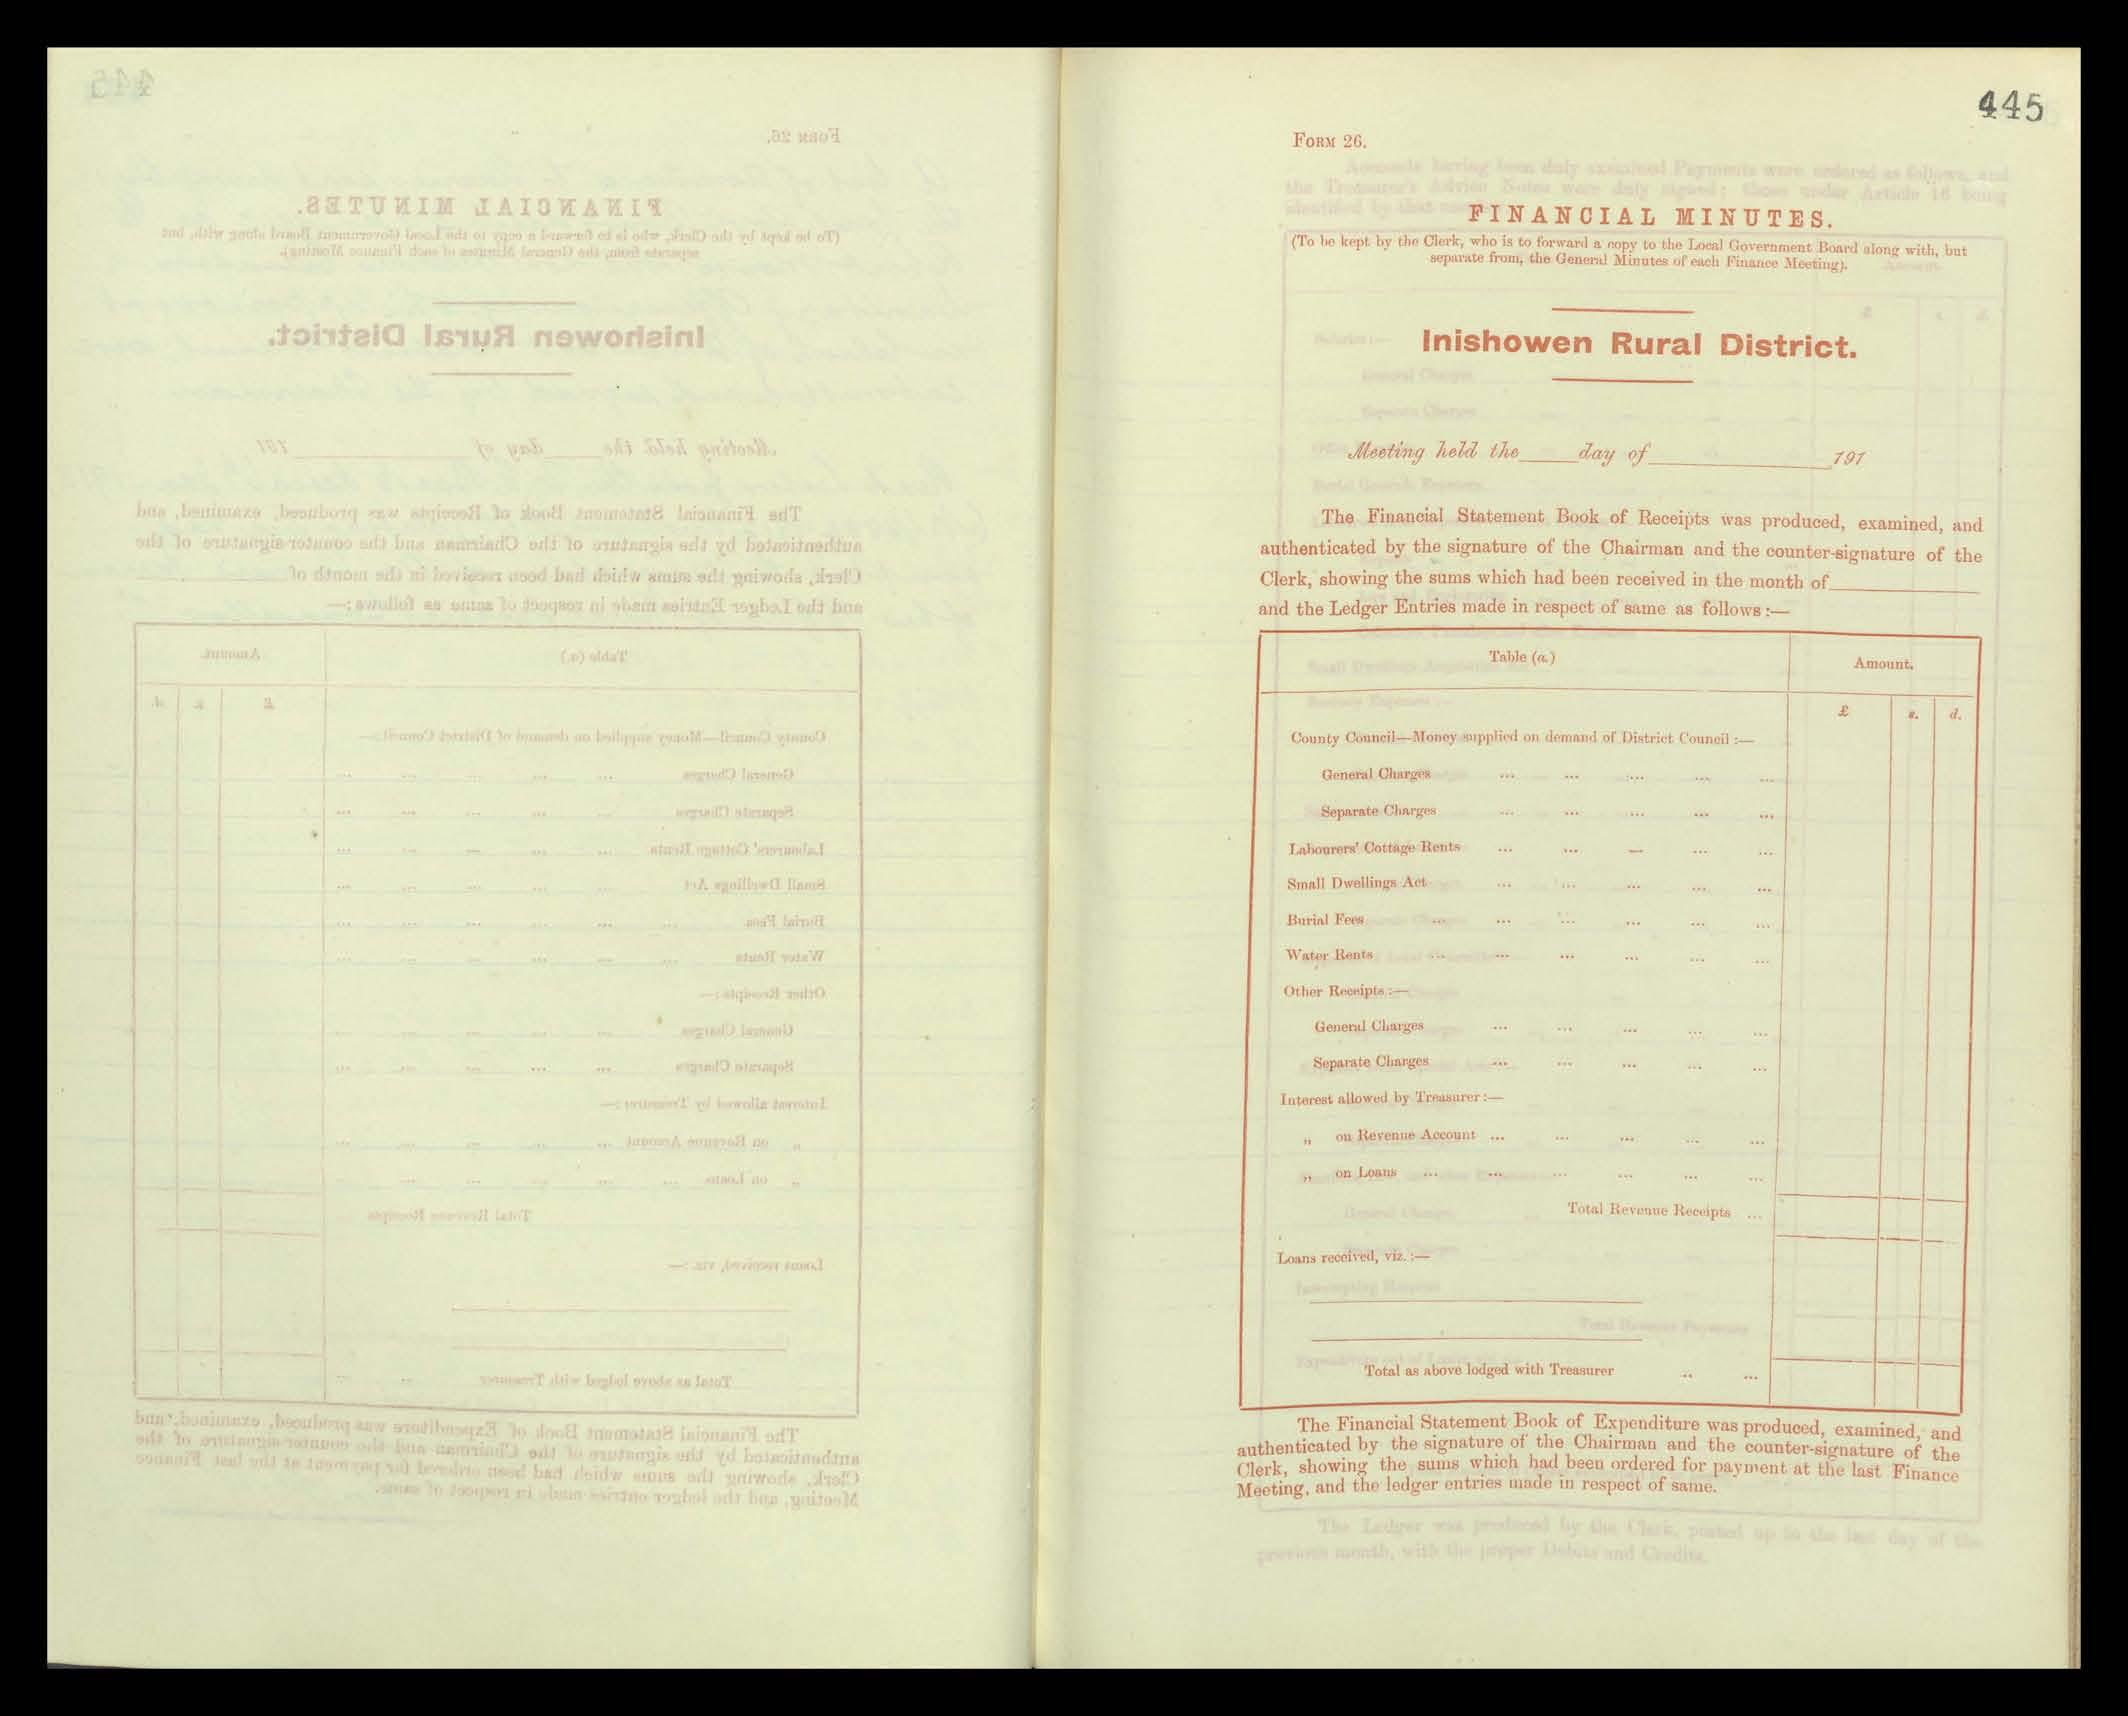 445
FORM 26.
FINANCIAL MINUTES.
(To be kept by the Clerk, who is to forward a copy to the Local Government Board along with, but
separate from, the General Minutes of each Finance Meeting).
Inishowen Rural District.
Meeting held the____day of____________191
The Financial Statement Book of Receipts was produced, examined, and
authenticated by the signature of the Chairman and the counter-signature of the
Clerk, showing the sums which had been received in the month of__________
and the Ledger Entries made in respect of same as follows :—
Table (a.) Amount.
£ s. d.
County Council—Money supplied on demand of District Council :—
General Charges ... ... ... ... ...
Separate Charges ... ... ... ... ...
Labourers' Cottage Rents ... ... ... ... ...
Small Dwellings Act ... ... ... ... ...
Burial Fees ... ... ... ... ... ...
Water Rents ... ... ... ... ... ...
Other Receipts :—
General Charges ... ... ... ... ...
Separate Charges ... ... ... ... ...
Interest allowed by Treasurer :—
„ on Revenue Account ... ... ... ... ...
„ on Loans ... ... ... ... ... ...
Total Revenue Receipts ...
Loans received, viz. :—
Total as above lodged with Treasurer ... ...
The Financial Statement Book of Expenditure was produced, examined, and
authenticated by the signature of the Chairman and the counter-signature of the
Clerk, showing the sums which had been ordered for payment at the last Finance
Meeting, and the ledger entries made in respect of same.